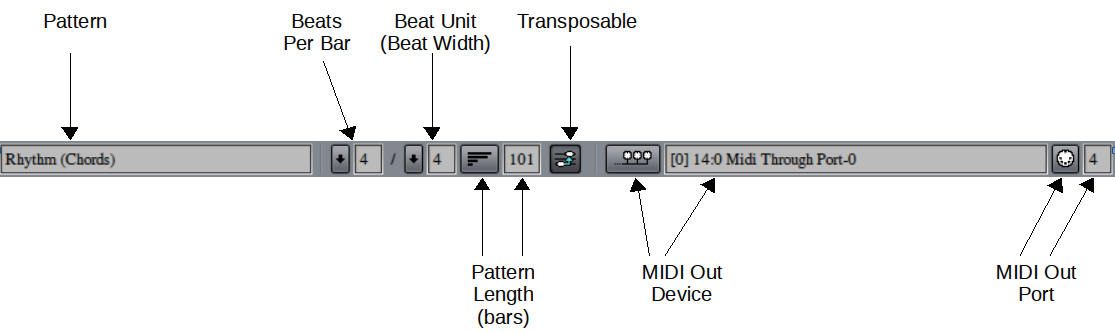 Pattern
Beats
Per Bar
Beat Unit
(Beat Width)
Transposable
Rhythm (Chords)
4
/
4
101
[0] 14:0 Midi Through Port-0
4
Pattern
Length
(bars)
MIDI Out
Device
MIDI Out
Port